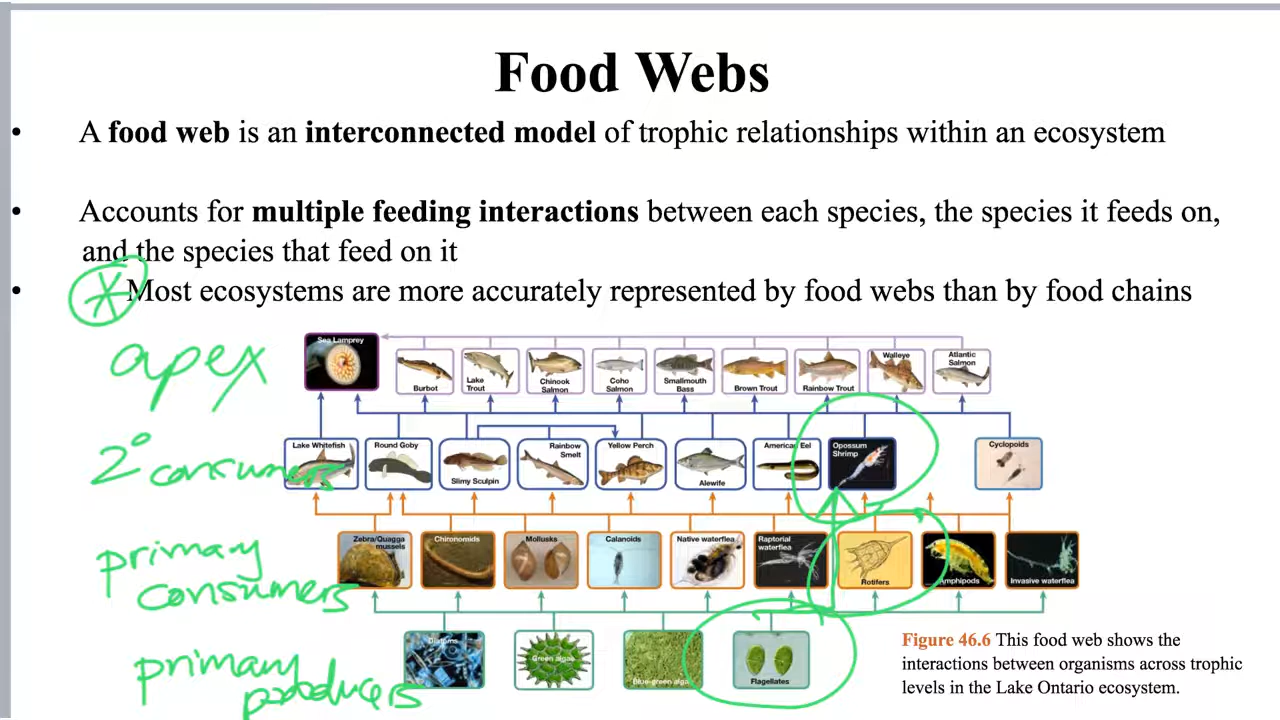 Food Webs
• A food web is an interconnected model of trophic relationships within an ecosystem
• Accounts for multiple feeding interactions between each species, the species it feeds on,
and the species that feed on it
• Most ecosystems are more accurately represented by food webs than by food chains
apex
Sea Lamprey
Burbot
Lake
Trout
Chinook
Salmon
Coho
Salmon
Smallmouth
Bass
Brown Trout
Rainbow Trout
Walleye
Atlantic
Salmon
2° consumers
Lake Whitefish
Round Goby
Slimy Sculpin
Rainbow
Smelt
Yellow Perch
Alewife
American Eel
Opossum
Shrimp
Cyclopoids
primary
consumers
Zebra/Quagga
mussels
Chironomids
Mollusks
Calanoids
Native waterflea
Raptorial
waterflea
Rotifers
Amphipods
Invasive waterflea
primary
producers
Diatoms
Green algae
Blue-green algae
Flagellates
Figure 46.6 This food web shows the
interactions between organisms across trophic
levels in the Lake Ontario ecosystem.